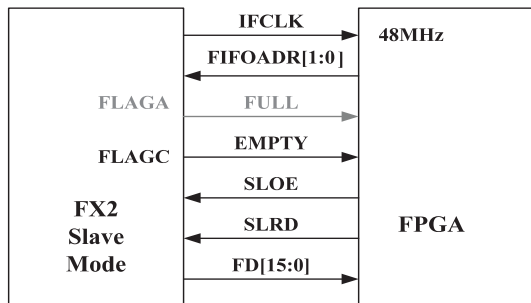 IFCLK
48MHz
FIFOADR[1:0]
FLAGA
FULL
FLAGC
EMPTY
SLOE
FX2
Slave
Mode
SLRD
FPGA
FD[15:0]